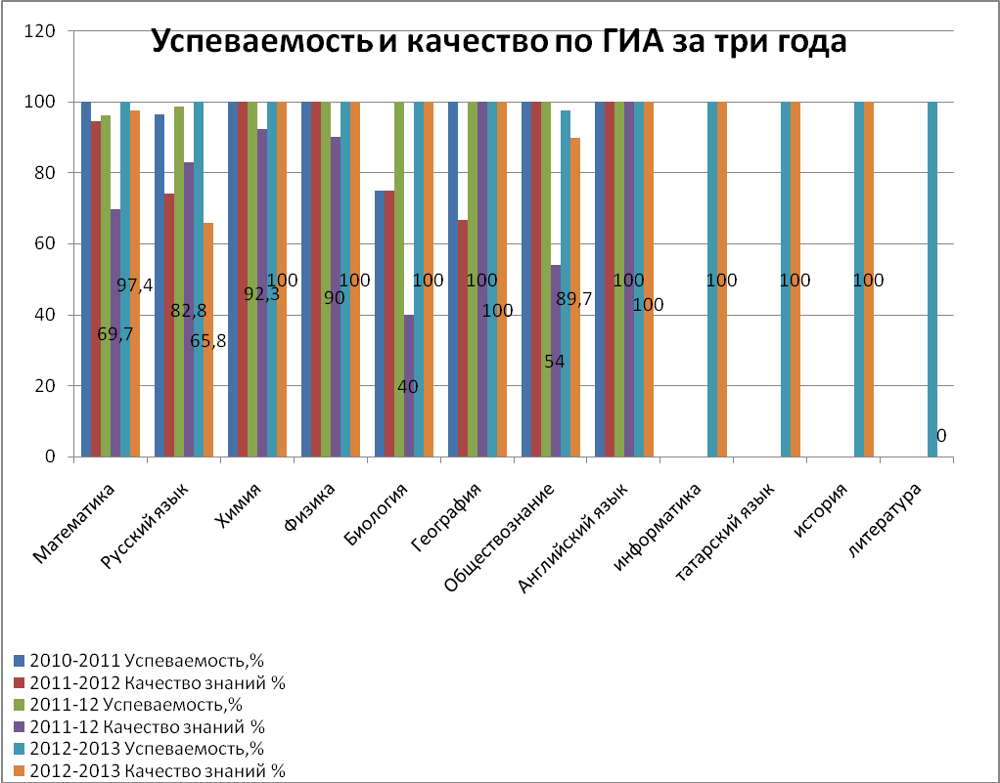 Успеваемость и качество по ГИА за три года
120
100
80
60
40
20
0
97,4
69,7
82,8
65,8
92,3
100
90
100
40
100
100
100
54
89,7
100
100
100
100
100
0
Математика
Русский язык
Химия
Физика
Биология
География
Обществознание
Английский язык
информатика
татарский язык
история
литература
2010-2011 Успеваемость,%
2011-2012 Качество знаний %
2011-12 Успеваемость,%
2011-12 Качество знаний %
2012-2013 Успеваемость,%
2012-2013 Качество знаний %